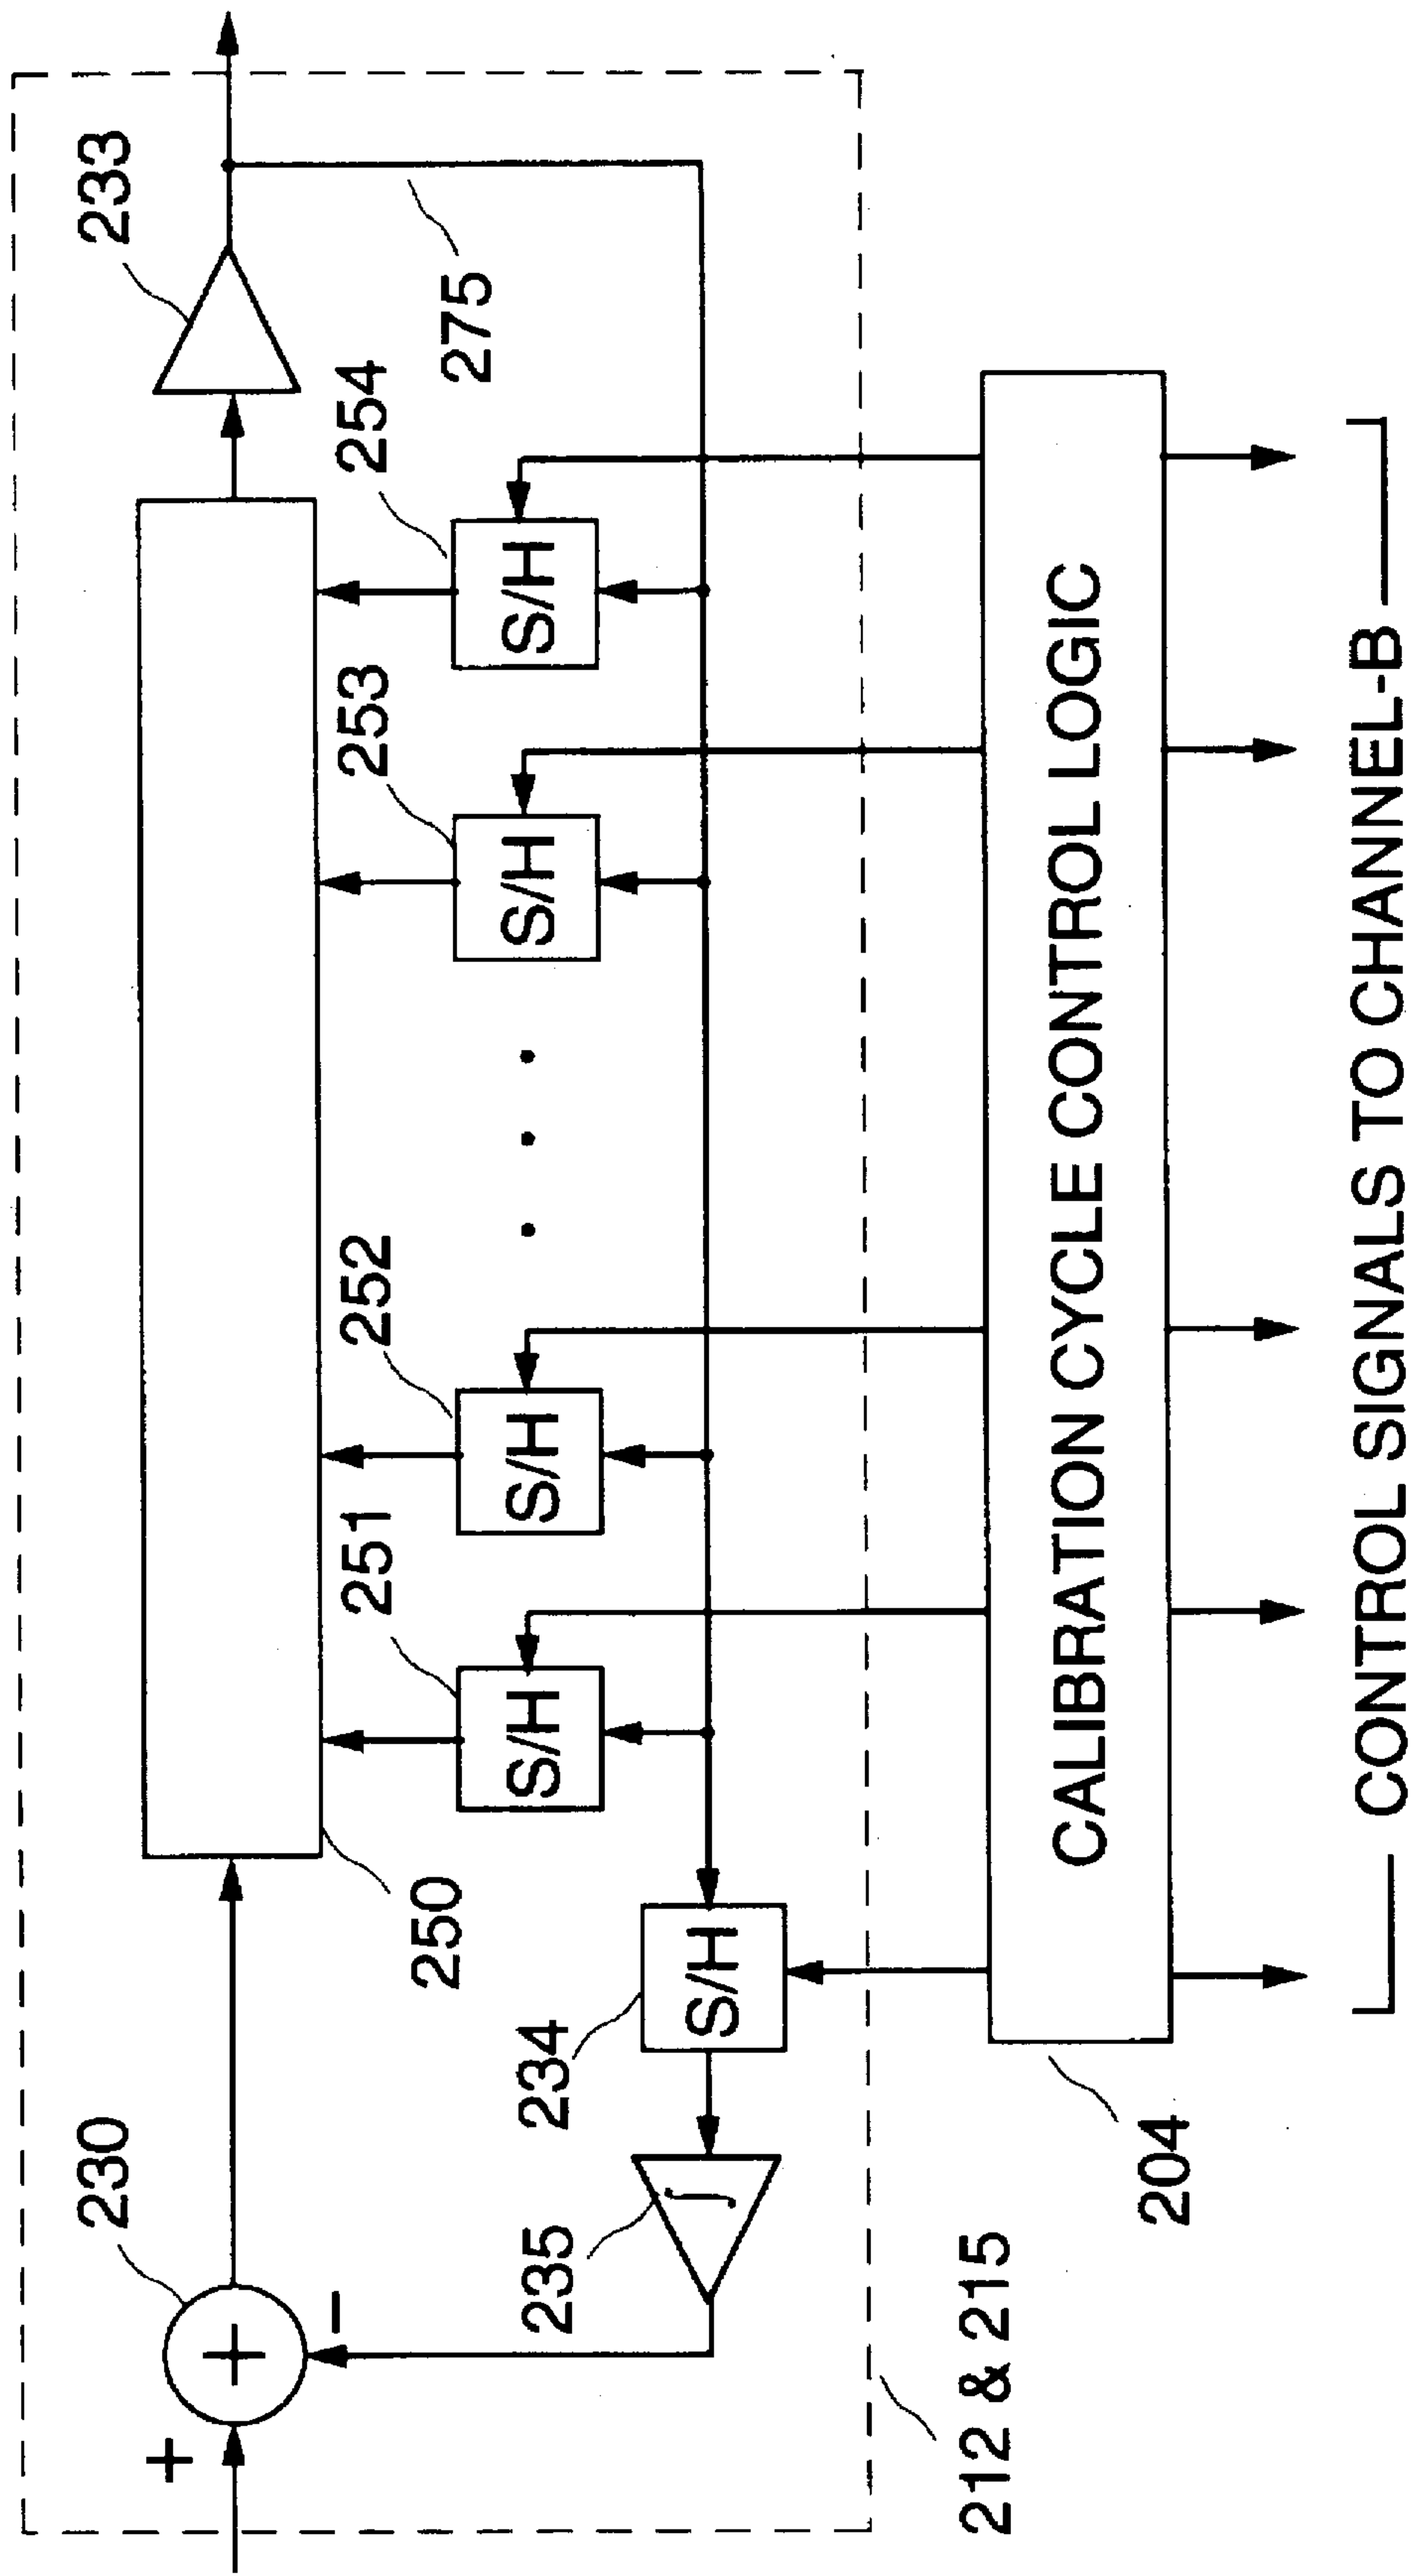 230
+
+
−
250
251
252
253
254
233
275
S/H
S/H
. . .
S/H
S/H
235
∫
234
S/H
212 & 215
204
CALIBRATION CYCLE CONTROL LOGIC
CONTROL SIGNALS TO CHANNEL-B